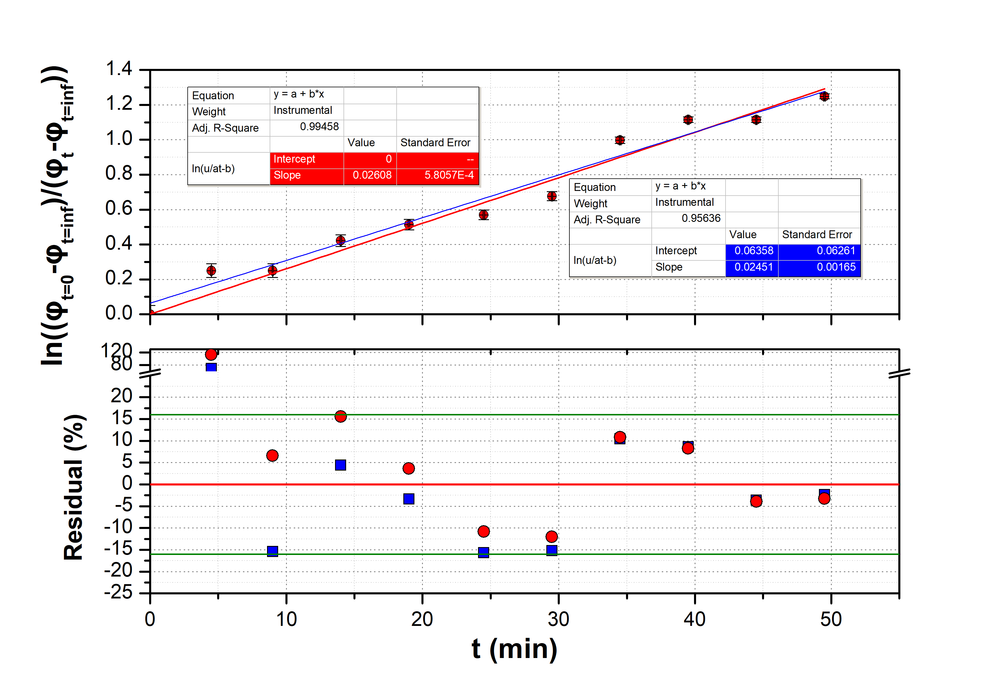 ln((φt=0-φt=inf)/(φt-φt=inf))
1.4
1.2
1.0
0.8
0.6
0.4
0.2
0.0
Equation y = a + b*x
Weight Instrumental
Adj. R-Square 0.99458
Value Standard Error
ln(u/at-b) Intercept 0 --
Slope 0.02608 5.8057E-4
Equation y = a + b*x
Weight Instrumental
Adj. R-Square 0.95636
Value Standard Error
ln(u/at-b) Intercept 0.06358 0.06261
Slope 0.02451 0.00165
Residual (%)
120
80
20
15
10
5
0
-5
-10
-15
-20
-25
0 10 20 30 40 50
t (min)